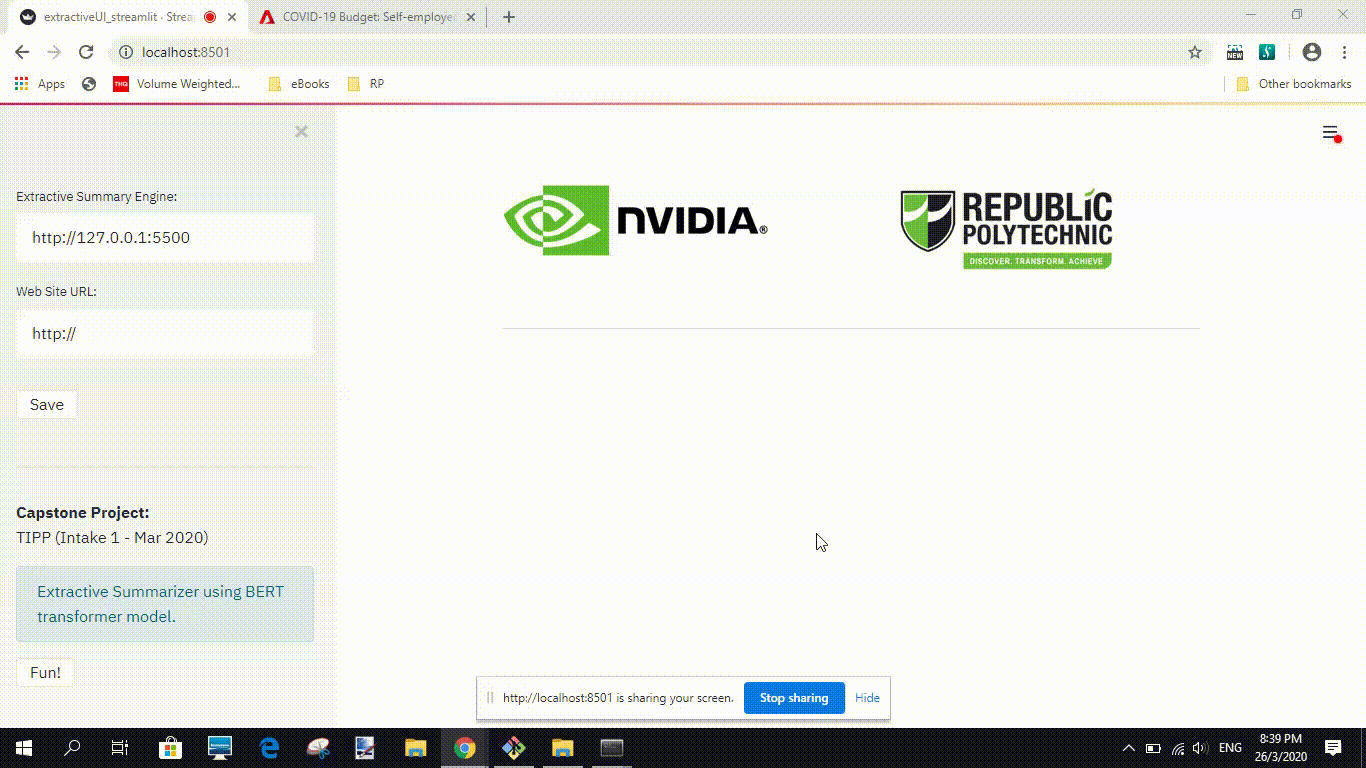 extractiveUI_streamlit · Strea
COVID-19 Budget: Self-employe
localhost:8501
NEW
Apps
THQ
Volume Weighted...
eBooks
RP
Other bookmarks
Extractive Summary Engine:
http://127.0.0.1:5500
Web Site URL:
http://
Save
Capstone Project:
TIPP (Intake 1 - Mar 2020)
Extractive Summarizer using BERT
transformer model.
Fun!
NVIDIA®
REPUBLIC
POLYTECHNIC
DISCOVER. TRANSFORM. ACHIEVE
http://localhost:8501 is sharing your screen.
Stop sharing
Hide
ENG
8:39 PM
26/3/2020